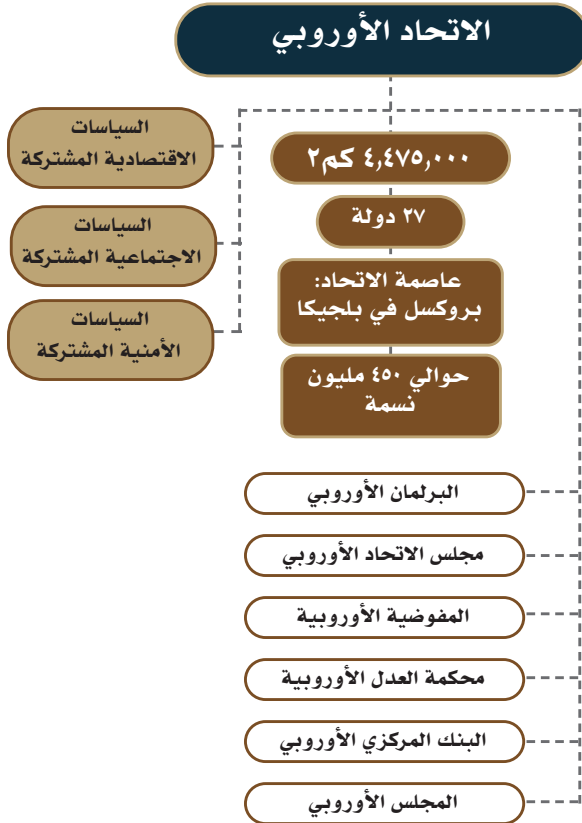 الاتحاد الأوروبي
٤,٤٧٥,٠٠٠ كم٢
٢٧ دولة
عاصمة الاتحاد:
بروكسل في بلجيكا
حوالي ٤٥٠ مليون
نسمة
السياسات
الاقتصادية المشتركة
السياسات
الاجتماعية المشتركة
السياسات
الأمنية المشتركة
البرلمان الأوروبي
مجلس الاتحاد الأوروبي
المفوضية الأوروبية
محكمة العدل الأوروبية
البنك المركزي الأوروبي
المجلس الأوروبي